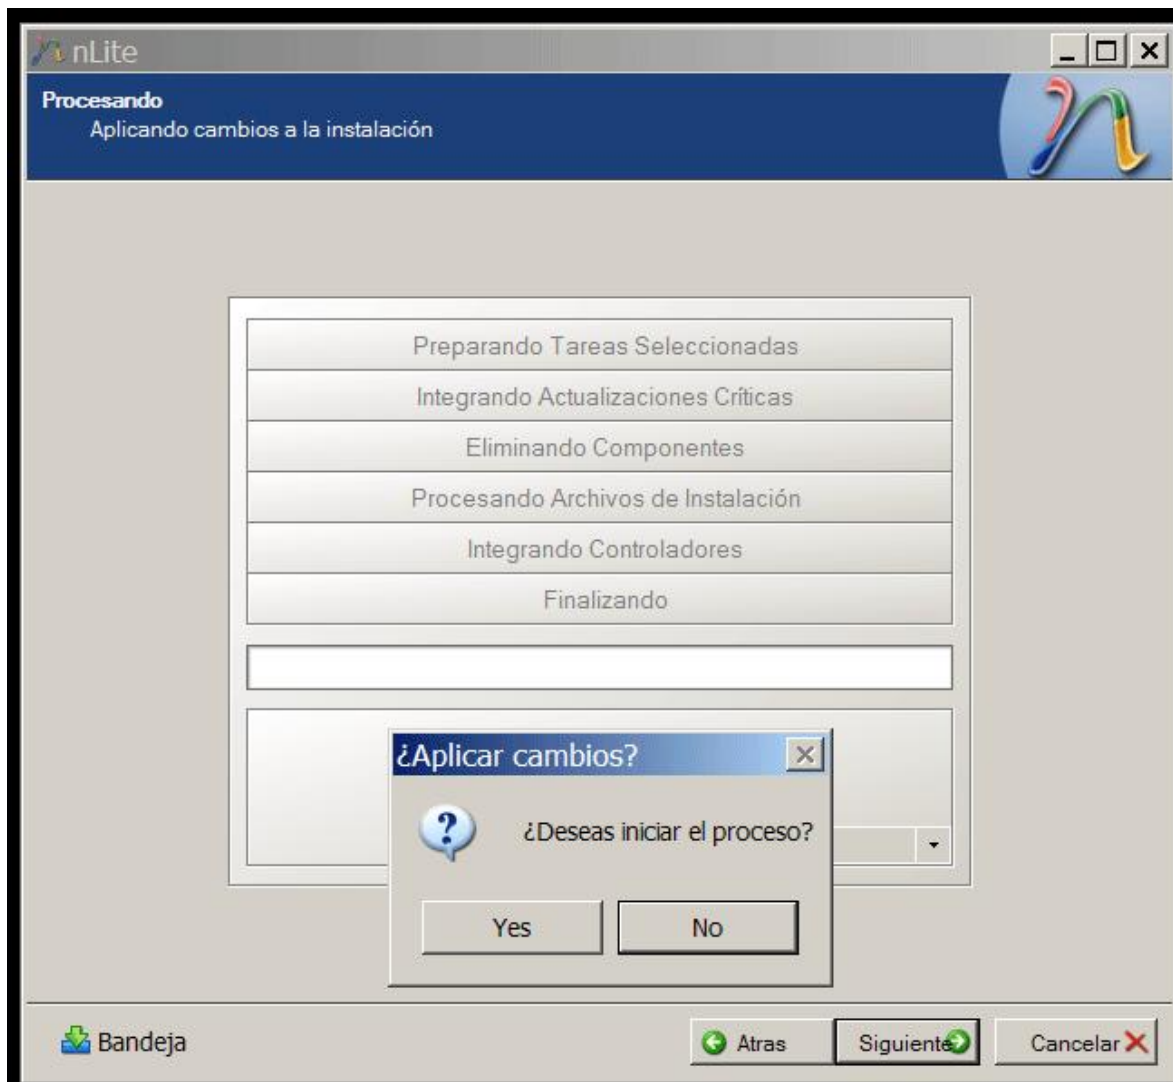 nLite
Procesando
Aplicando cambios a la instalación
Preparando Tareas Seleccionadas
Integrando Actualizaciones Críticas
Eliminando Componentes
Procesando Archivos de Instalación
Integrando Controladores
Finalizando
¿Aplicar cambios?
¿Deseas iniciar el proceso?
Yes No
Bandeja Atras Siguiente Cancelar